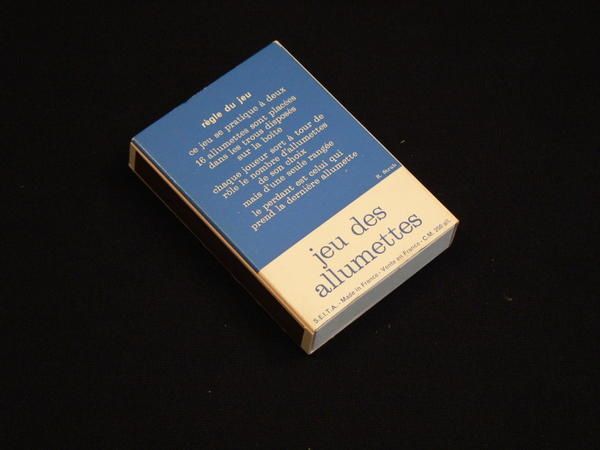 règle du jeu
ce jeu se pratique à deux
16 allumettes sont placées
dans les trous disposés
sur la boîte
chaque joueur sort à tour de
rôle le nombre d'allumettes
de son choix
mais d'une seule rangée
le perdant est celui qui
prend la dernière allumette
jeu des
allumettes
S.E.I.T.A. - Made in France - Vente en France - C.M. 200 all.